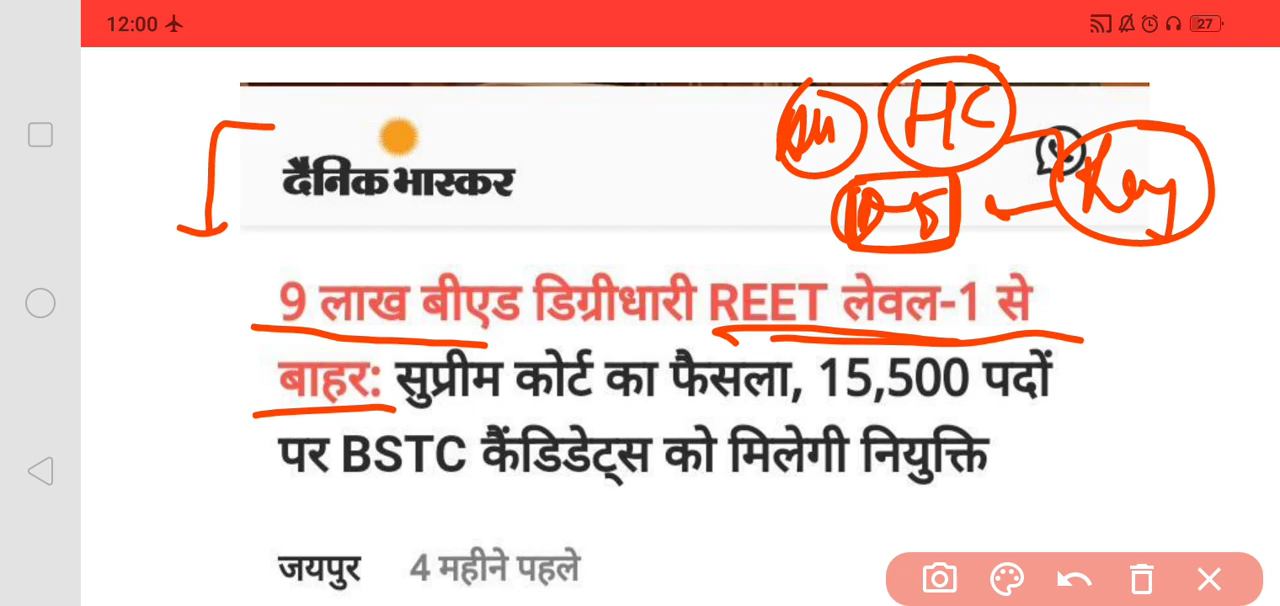 12:00
27
HC
दैनिक भास्कर
Key
9 लाख बीएड डिग्रीधारी REET लेवल-1 से
बाहर: सुप्रीम कोर्ट का फैसला, 15,500 पदों
पर BSTC कैंडिडेट्स को मिलेगी नियुक्ति
जयपुर 4 महीने पहले